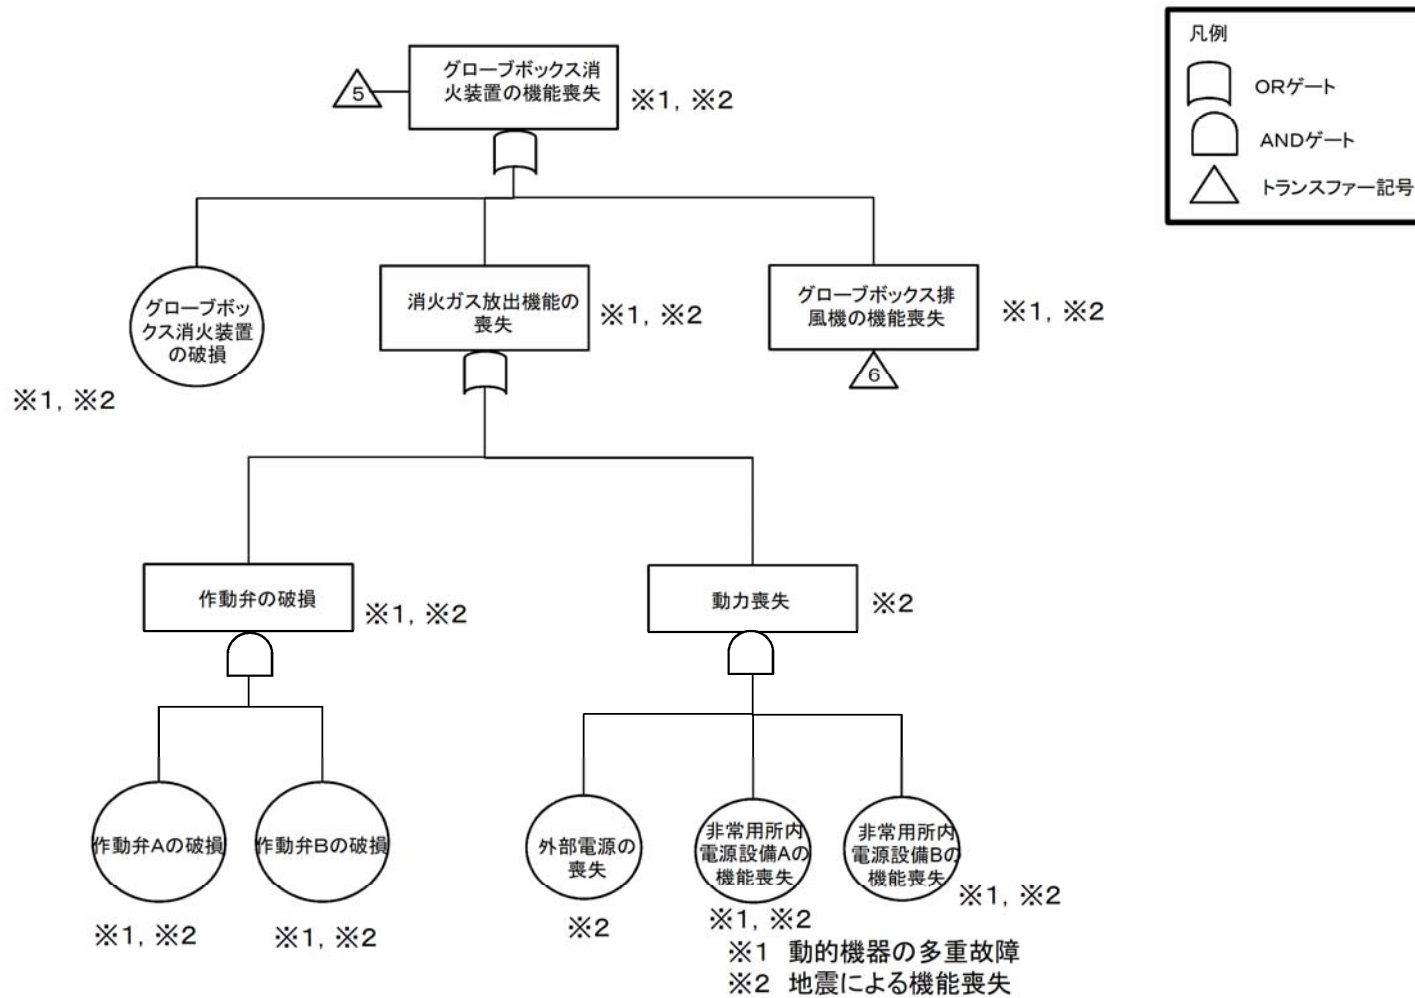 凡例
ORゲート
ANDゲート
トランスファー記号
5
グローブボックス消
火装置の機能喪失
※1, ※2
グローブボッ
クス消火装置
の破損
※1, ※2
消火ガス放出機能の
喪失
※1, ※2
グローブボックス排
風機の機能喪失
※1, ※2
6
作動弁の破損
※1, ※2
動力喪失
※2
作動弁Aの破損
※1, ※2
作動弁Bの破損
※1, ※2
外部電源の
喪失
※2
非常用所内
電源設備Aの
機能喪失
※1, ※2
非常用所内
電源設備Bの
機能喪失
※1, ※2
※1 動的機器の多重故障
※2 地震による機能喪失